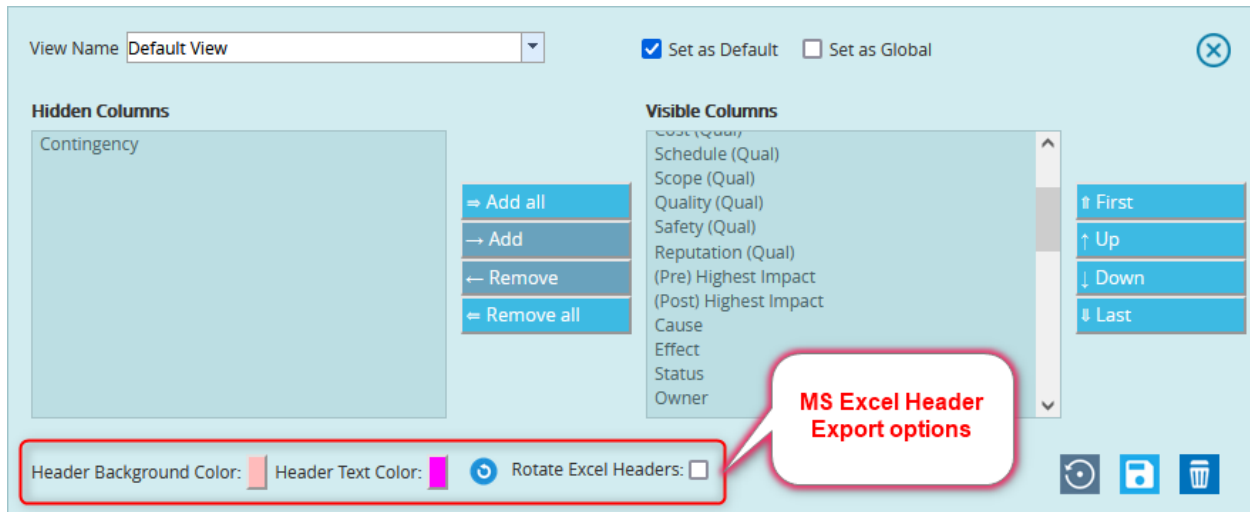 View Name Default View
Set as Default
Set as Global
Hidden Columns
Contingency
⇒ Add all
→ Add
← Remove
⇐ Remove all
Visible Columns
Cost (Qual)
Schedule (Qual)
Scope (Qual)
Quality (Qual)
Safety (Qual)
Reputation (Qual)
(Pre) Highest Impact
(Post) Highest Impact
Cause
Effect
Status
Owner
⇑ First
↑ Up
↓ Down
⇓ Last
MS Excel Header
Export options
Header Background Color:
Header Text Color:
Rotate Excel Headers: